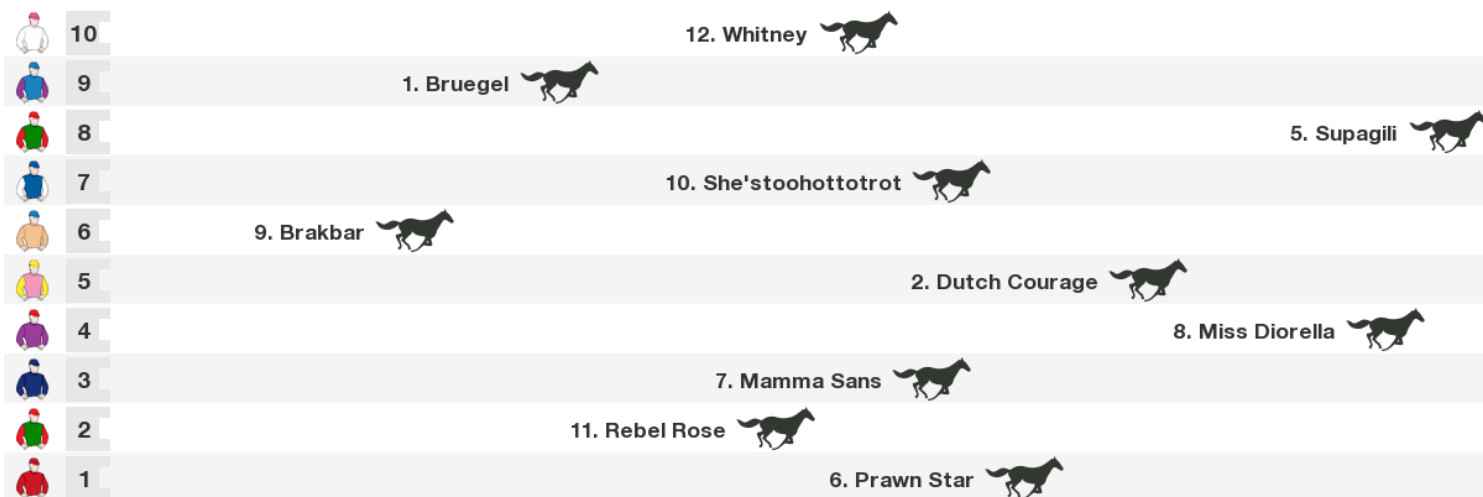 10 12. Whitney
9 1. Bruegel
8 5. Supagili
7 10. She'stoohottotrot
6 9. Brakbar
5 2. Dutch Courage
4 8. Miss Diorella
3 7. Mamma Sans
2 11. Rebel Rose
1 6. Prawn Star